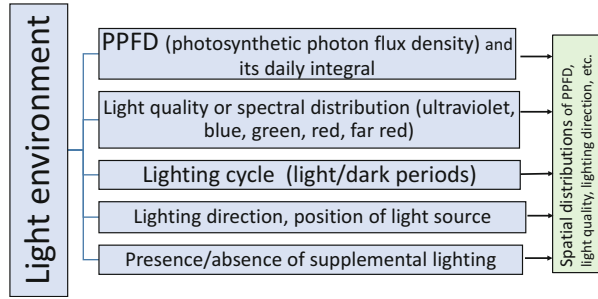 Light environment
PPFD (photosynthetic photon flux density) and
its daily integral
Light quality or spectral distribution (ultraviolet,
blue, green, red, far red)
Lighting cycle (light/dark periods)
Lighting direction, position of light source
Presence/absence of supplemental lighting
Spatial distributions of PPFD,
light quality, lighting direction, etc.